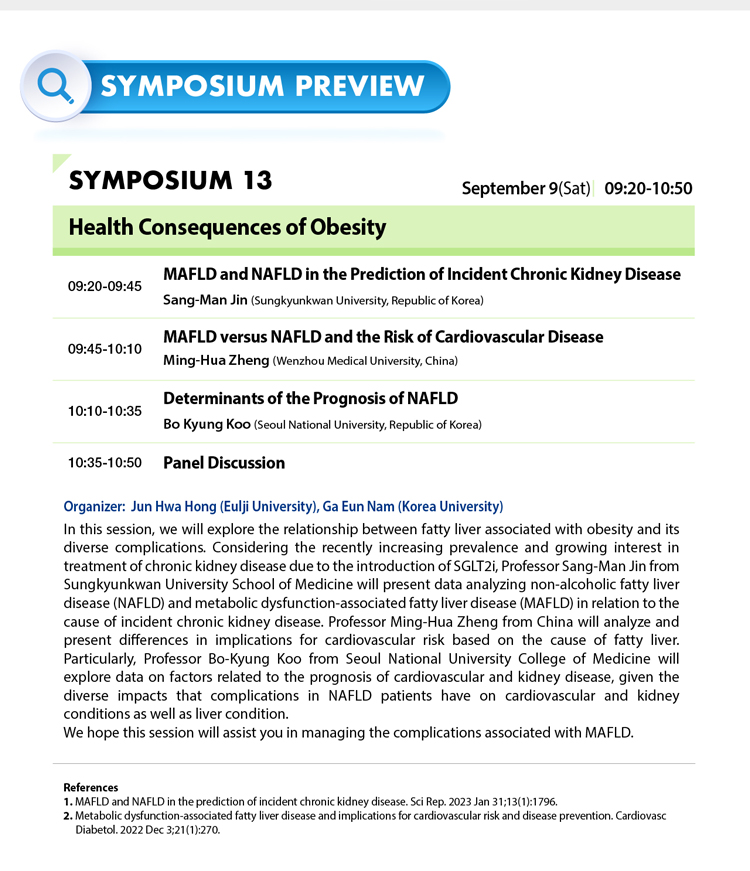 SYMPOSIUM PREVIEW
SYMPOSIUM 13
September 9(Sat) 09:20-10:50
Health Consequences of Obesity
09:20-09:45
MAFLD and NAFLD in the Prediction of Incident Chronic Kidney Disease
Sang-Man Jin (Sungkyunkwan University, Republic of Korea)
09:45-10:10
MAFLD versus NAFLD and the Risk of Cardiovascular Disease
Ming-Hua Zheng (Wenzhou Medical University, China)
10:10-10:35
Determinants of the Prognosis of NAFLD
Bo Kyung Koo (Seoul National University, Republic of Korea)
10:35-10:50
Panel Discussion
Organizer: Jun Hwa Hong (Eulji University), Ga Eun Nam (Korea University)
In this session, we will explore the relationship between fatty liver associated with obesity and its
diverse complications. Considering the recently increasing prevalence and growing interest in
treatment of chronic kidney disease due to the introduction of SGLT2i, Professor Sang-Man Jin from
Sungkyunkwan University School of Medicine will present data analyzing non-alcoholic fatty liver
disease (NAFLD) and metabolic dysfunction-associated fatty liver disease (MAFLD) in relation to the
cause of incident chronic kidney disease. Professor Ming-Hua Zheng from China will analyze and
present differences in implications for cardiovascular risk based on the cause of fatty liver.
Particularly, Professor Bo-Kyung Koo from Seoul National University College of Medicine will
explore data on factors related to the prognosis of cardiovascular and kidney disease, given the
diverse impacts that complications in NAFLD patients have on cardiovascular and kidney
conditions as well as liver condition.
We hope this session will assist you in managing the complications associated with MAFLD.
References
1. MAFLD and NAFLD in the prediction of incident chronic kidney disease. Sci Rep. 2023 Jan 31;13(1):1796.
2. Metabolic dysfunction-associated fatty liver disease and implications for cardiovascular risk and disease prevention. Cardiovasc
Diabetol. 2022 Dec 3;21(1):270.